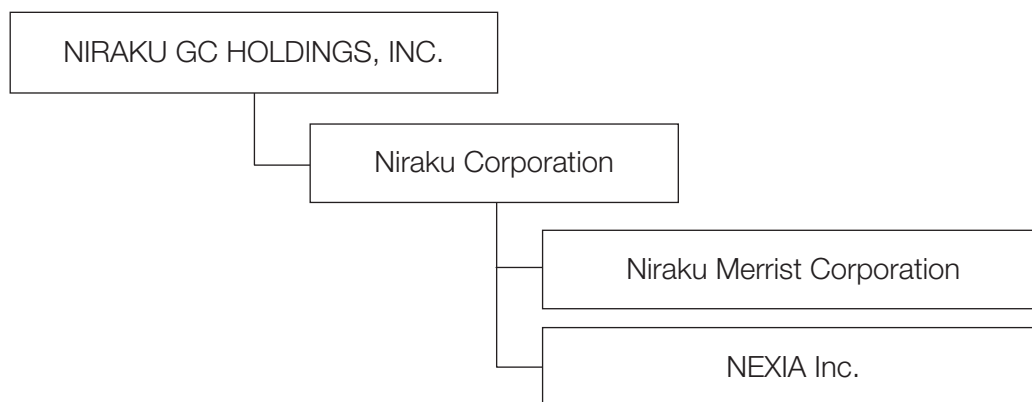 NIRAKU GC HOLDINGS, INC.
Niraku Corporation
Niraku Merrist Corporation
NEXIA Inc.